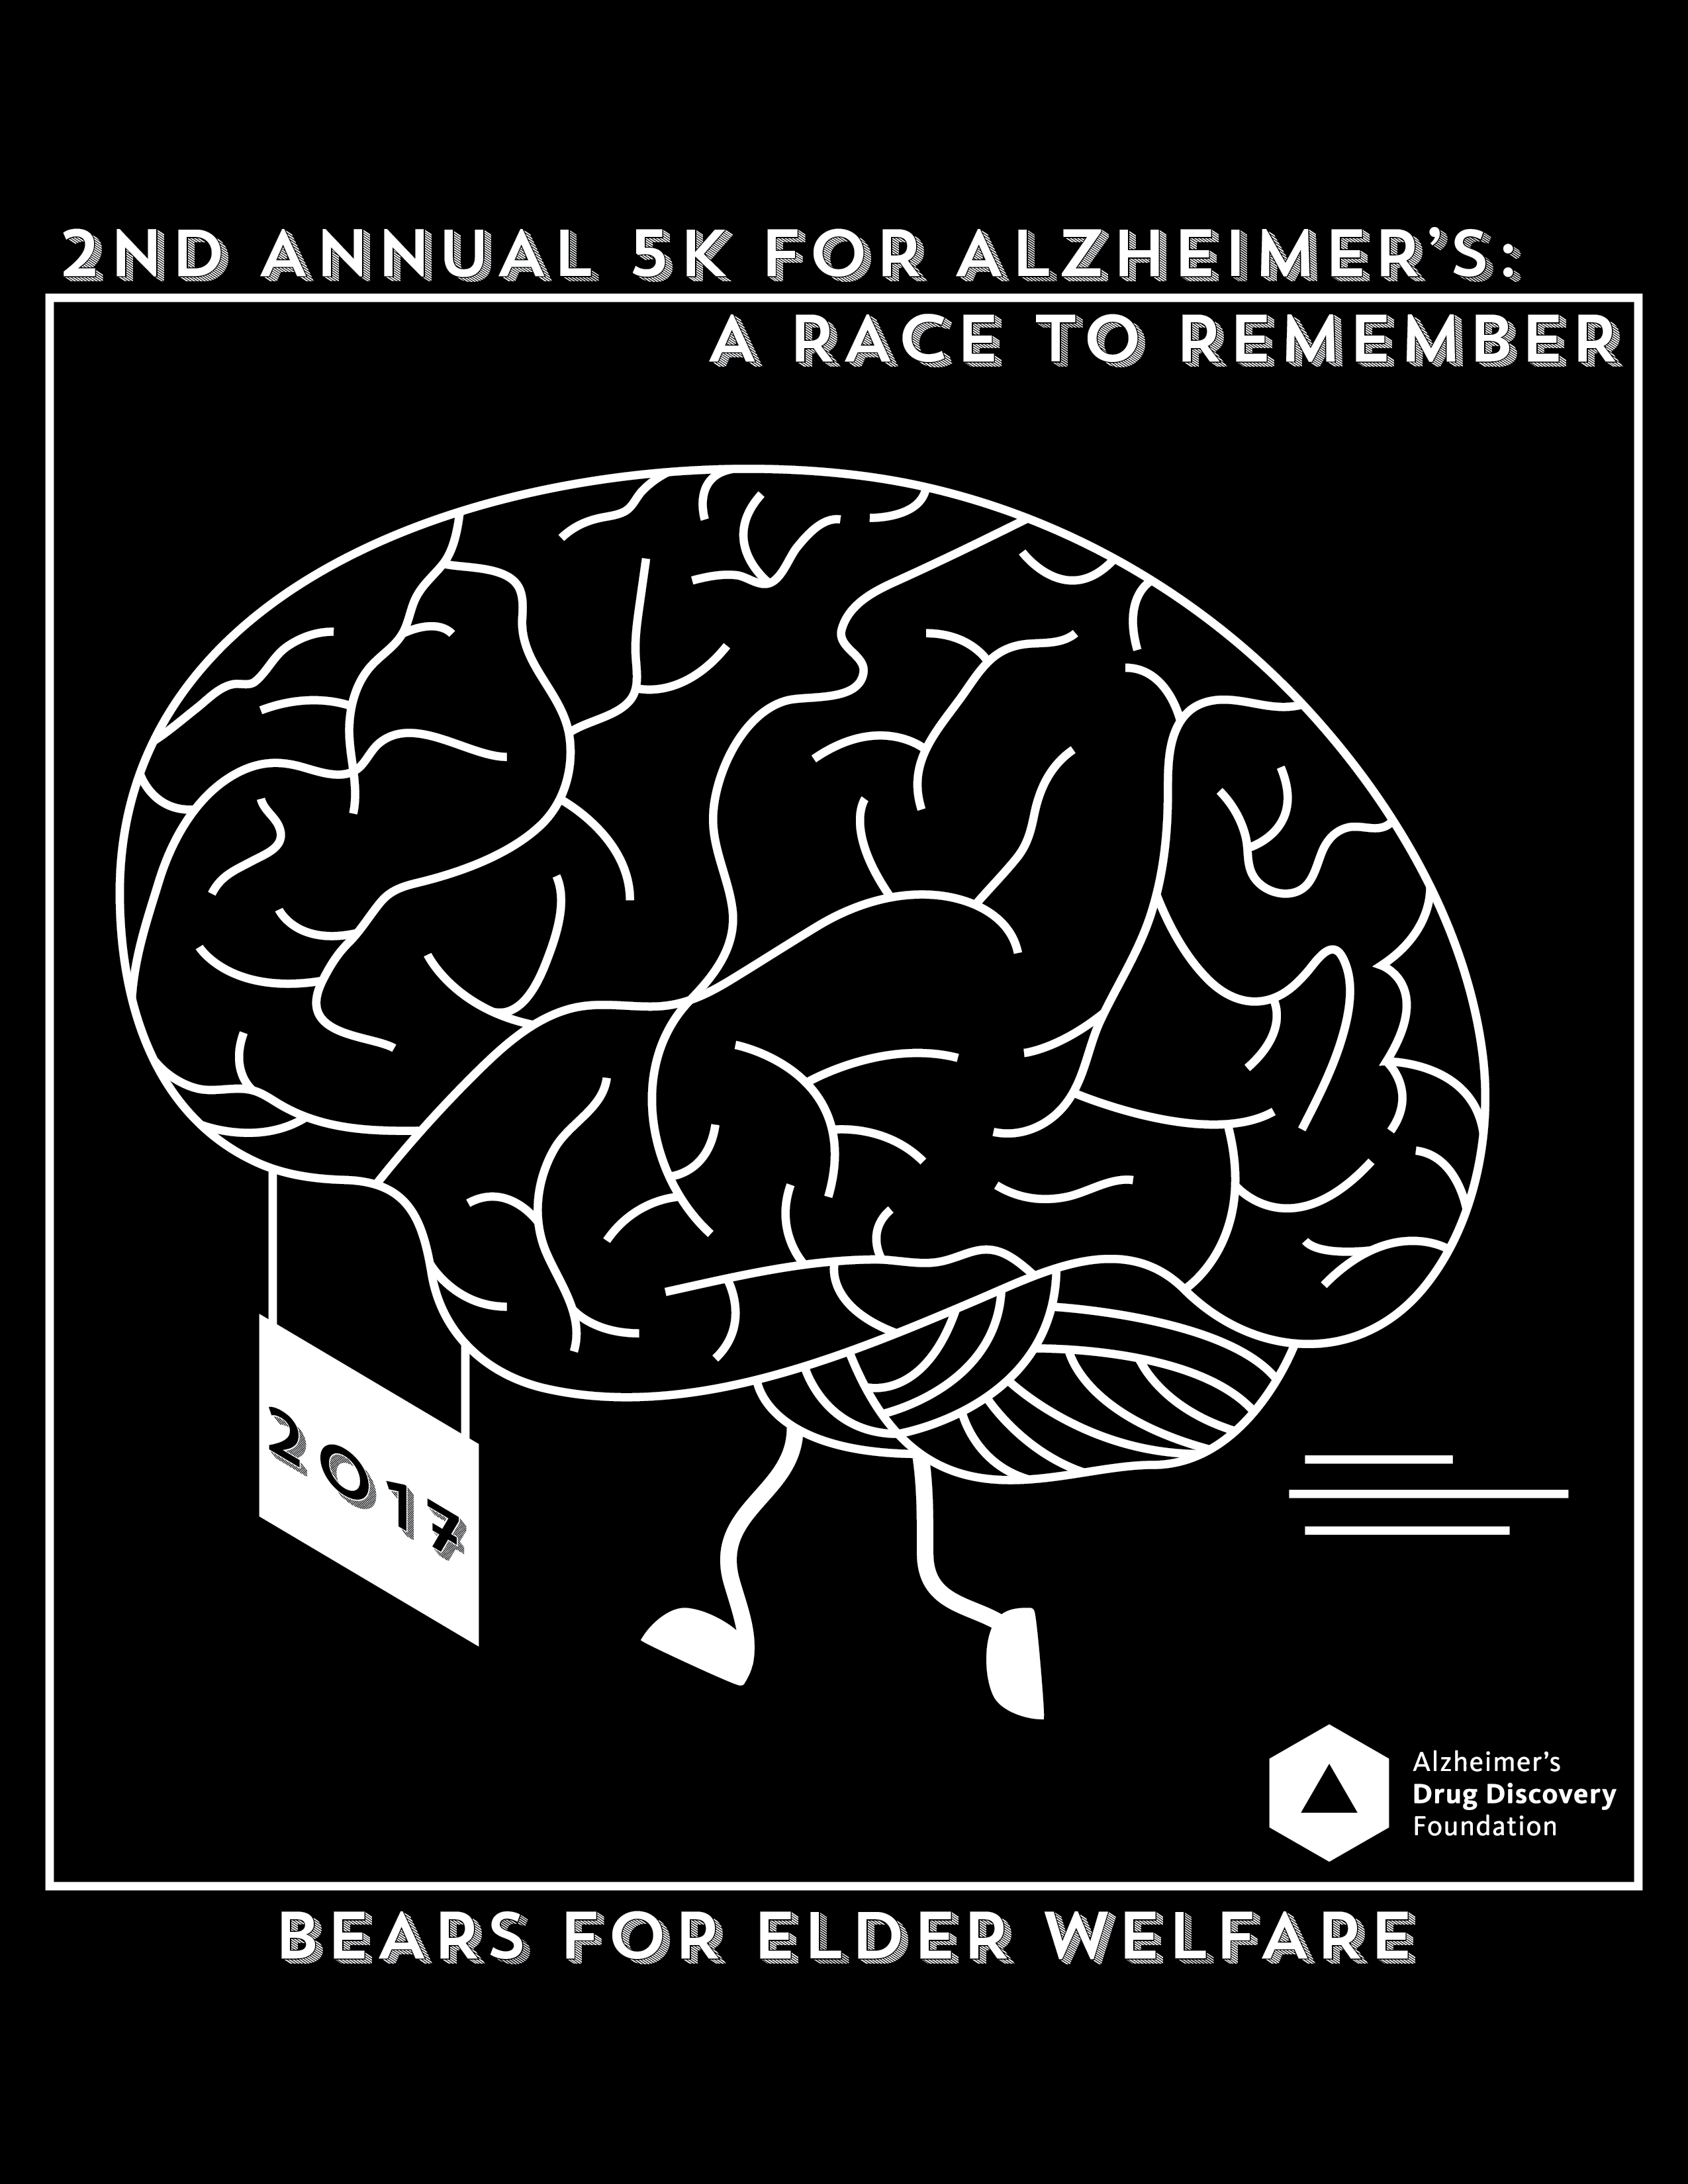 2ND ANNUAL 5K FOR ALZHEIMER’S:
A RACE TO REMEMBER
2017
Alzheimer’s
Drug Discovery
Foundation
BEARS FOR ELDER WELFARE